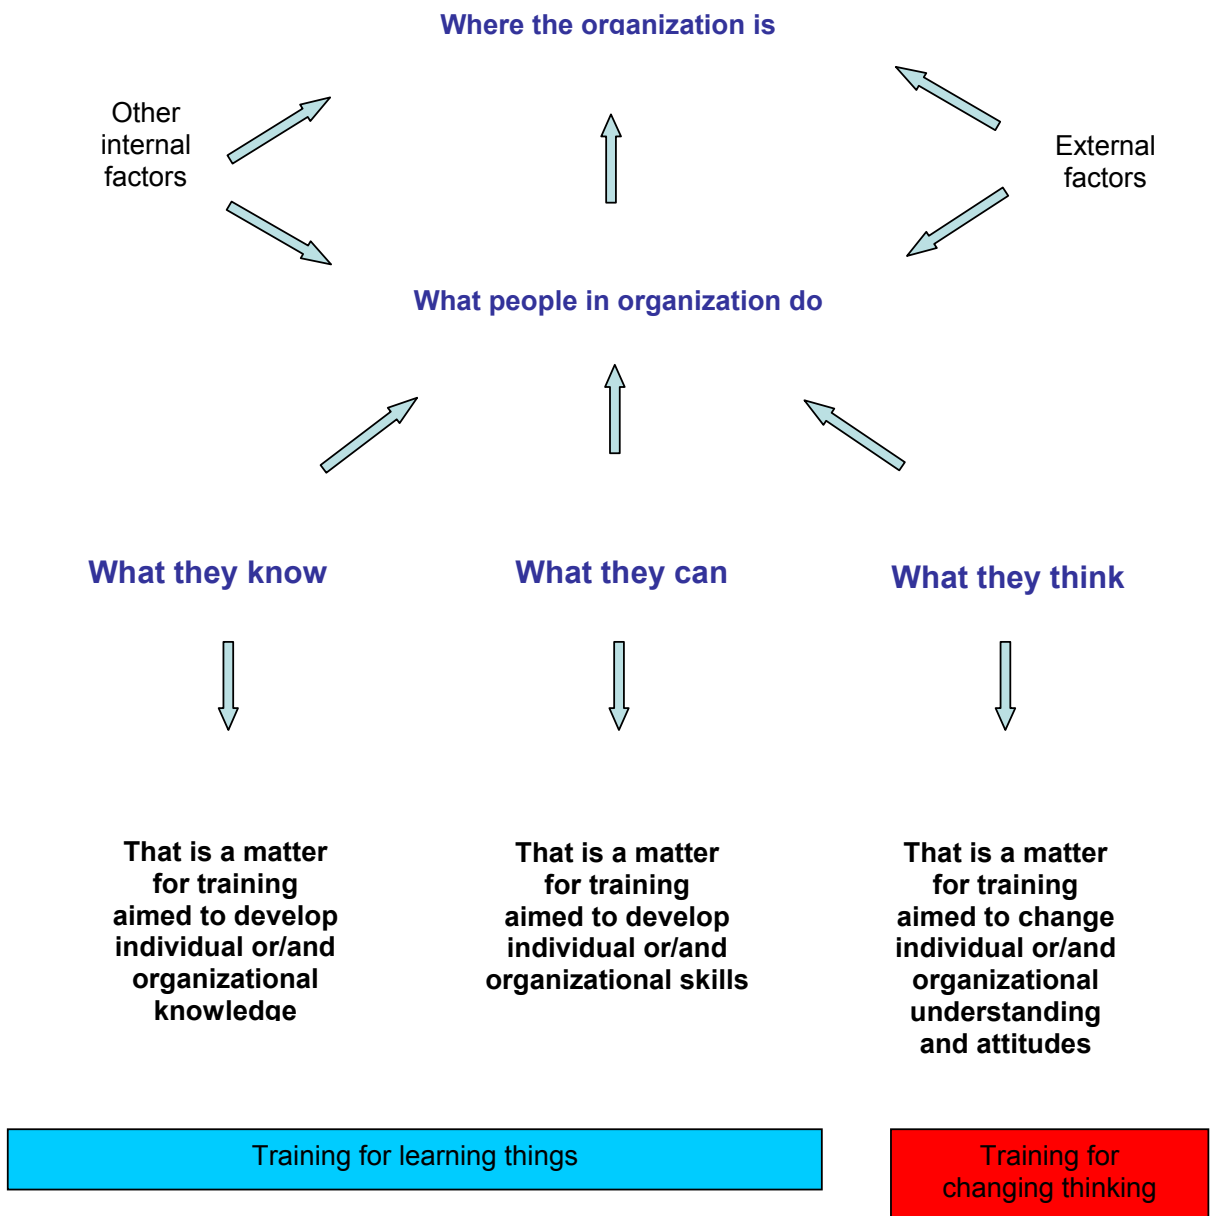 Where the organization is
Other
internal
factors
External
factors
What people in organization do
What they know
What they can
What they think
That is a matter
for training
aimed to develop
individual or/and
organizational
knowledge
That is a matter
for training
aimed to develop
individual or/and
organizational skills
That is a matter
for training
aimed to change
individual or/and
organizational
understanding
and attitudes
Training for learning things
Training for
changing thinking